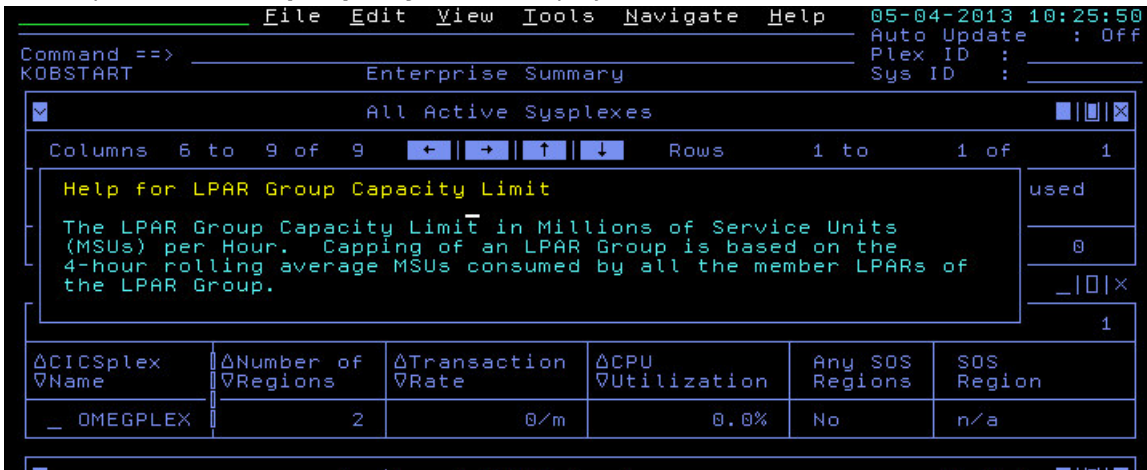 File Edit View Tools Navigate Help 05-04-2013 10:25:50
Auto Update : Off
Command ==> Plex ID :
KOBSTART Enterprise Summary Sys ID :
All Active Sysplexes
Columns 6 to 9 of 9 ← | → | ↑ | ↓ Rows 1 to 1 of 1
Help for LPAR Group Capacity Limit
used
The LPAR Group Capacity Limit in Millions of Service Units
(MSUs) per Hour. Capping of an LPAR Group is based on the 0
4-hour rolling average MSUs consumed by all the member LPARs of
the LPAR Group.
1
△CICSplex △Number of △Transaction △CPU Any SOS SOS
▽Name ▽Regions ▽Rate ▽Utilization Regions Region
_ OMEGPLEX 2 0/m 0.0% No n/a